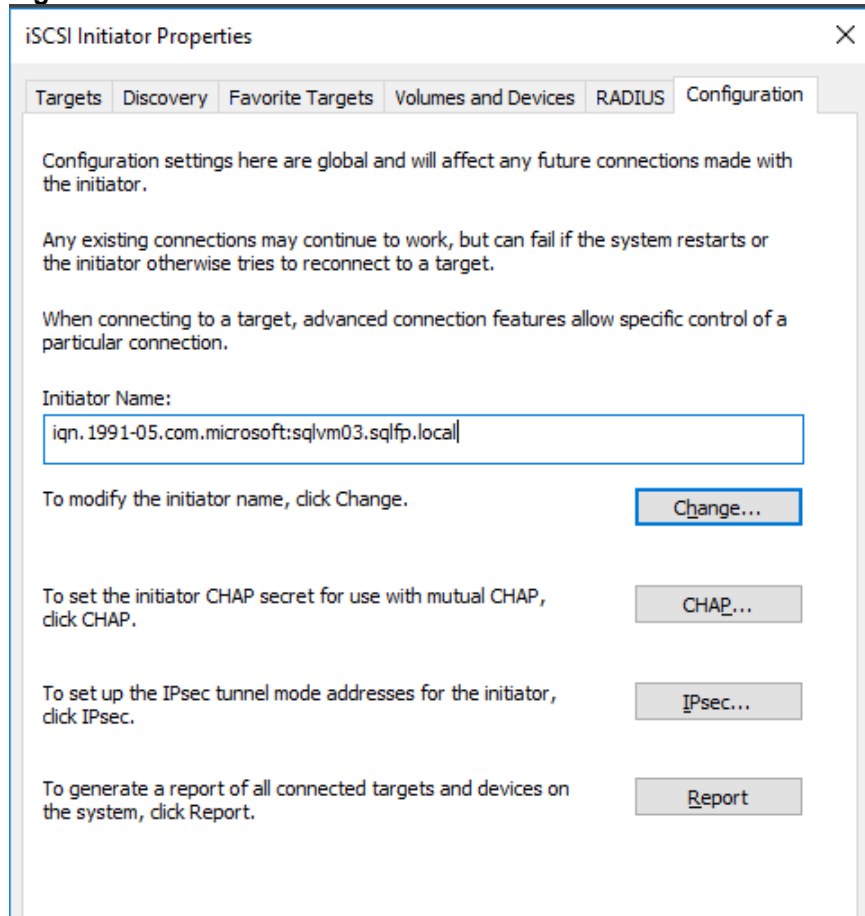 iSCSI Initiator Properties
Targets Discovery Favorite Targets Volumes and Devices RADIUS Configuration
Configuration settings here are global and will affect any future connections made with
the initiator.
Any existing connections may continue to work, but can fail if the system restarts or
the initiator otherwise tries to reconnect to a target.
When connecting to a target, advanced connection features allow specific control of a
particular connection.
Initiator Name:
iqn.1991-05.com.microsoft:sqlvm03.sqlfp.local
To modify the initiator name, click Change.
Change...
To set the initiator CHAP secret for use with mutual CHAP,
click CHAP.
CHAP...
To set up the IPsec tunnel mode addresses for the initiator,
click IPsec.
IPsec...
To generate a report of all connected targets and devices on
the system, click Report.
Report